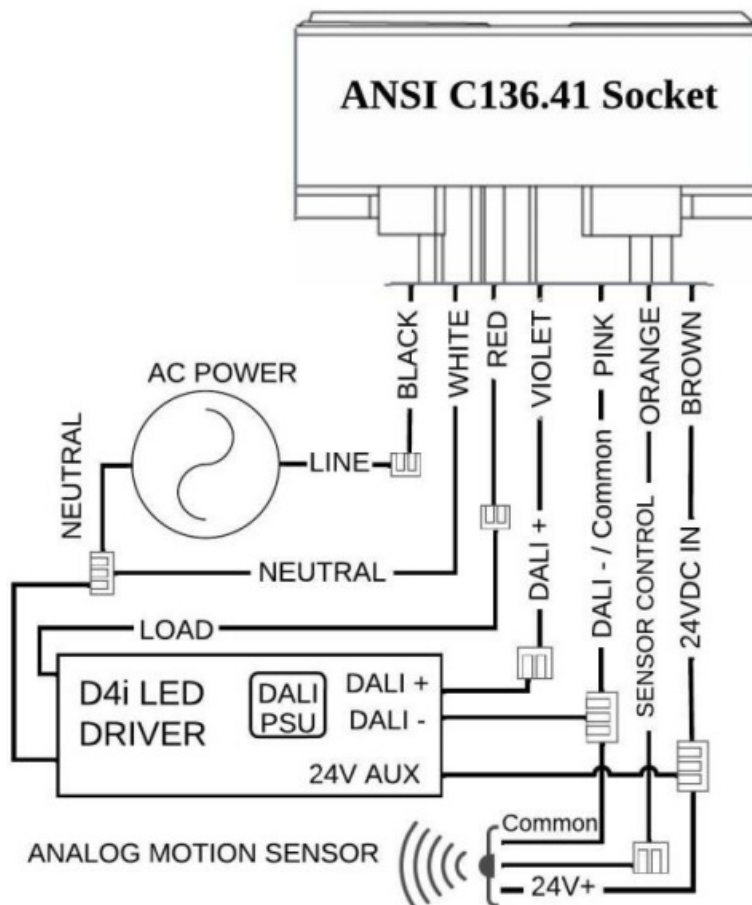 ANSI C136.41 Socket
BLACK
WHITE
RED
VIOLET
PINK
ORANGE
BROWN
AC POWER
LINE
NEUTRAL
NEUTRAL
LOAD
DALI +
DALI - / Common
SENSOR CONTROL
24VDC IN
D4i LED
DRIVER
DALI
PSU
DALI +
DALI -
24V AUX
ANALOG MOTION SENSOR
Common
24V+